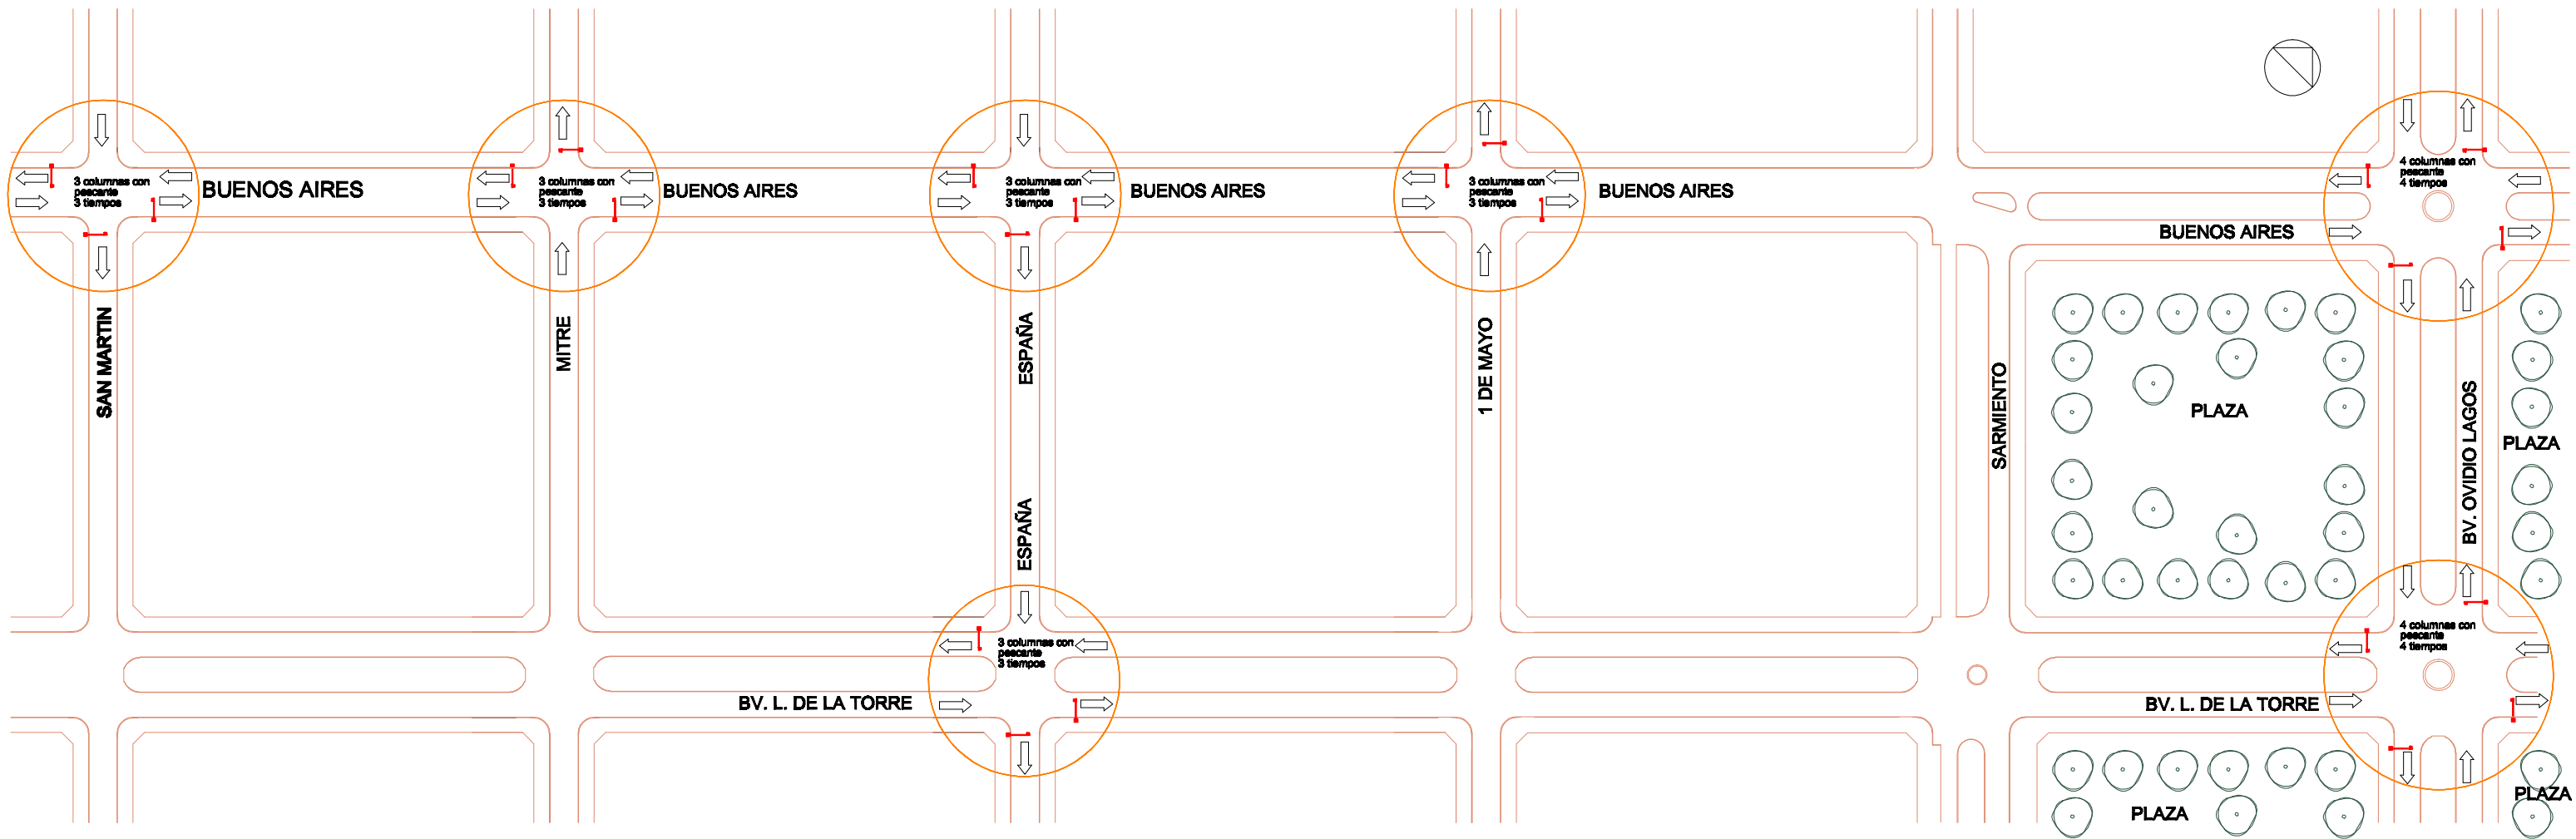 3 columnas con
pescante
3 tiempos
BUENOS AIRES
3 columnas con
pescante
3 tiempos
BUENOS AIRES
3 columnas con
pescante
3 tiempos
BUENOS AIRES
3 columnas con
pescante
3 tiempos
BUENOS AIRES
4 columnas con
pescante
4 tiempos
BUENOS AIRES
SAN MARTIN
MITRE
ESPAÑA
1 DE MAYO
SARMIENTO
PLAZA
BV. OVIDIO LAGOS
PLAZA
ESPAÑA
3 columnas con
pescante
3 tiempos
BV. L. DE LA TORRE
4 columnas con
pescante
4 tiempos
BV. L. DE LA TORRE
PLAZA
PLAZA